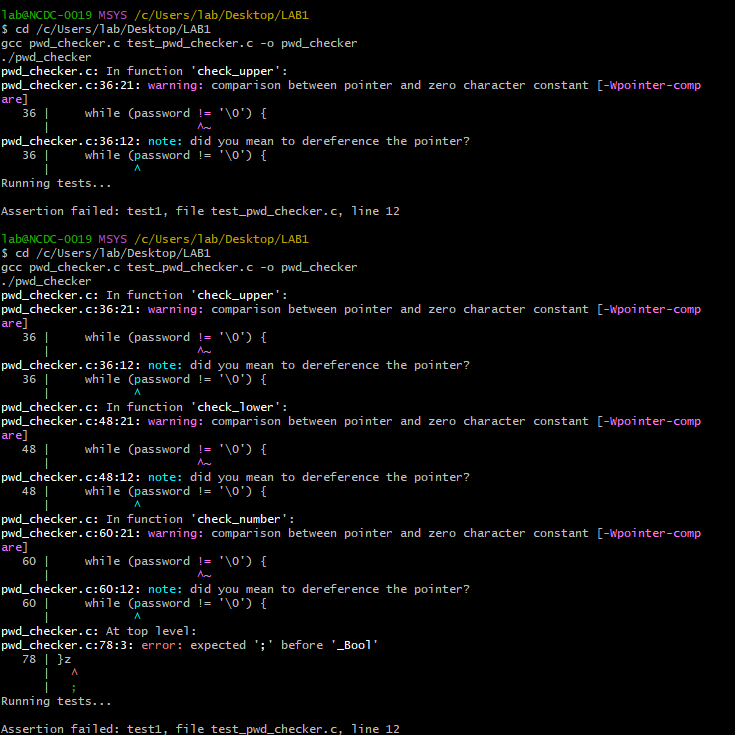 lab@NCDC-0019 MSYS /c/Users/lab/Desktop/LAB1
$ cd /c/Users/lab/Desktop/LAB1
gcc pwd_checker.c test_pwd_checker.c -o pwd_checker
./pwd_checker
pwd_checker.c: In function 'check_upper':
pwd_checker.c:36:21: warning: comparison between pointer and zero character constant [-Wpointer-comp
are]
   36 |     while (password != '\0') {
      |                     ^~
pwd_checker.c:36:12: note: did you mean to dereference the pointer?
   36 |     while (password != '\0') {
      |            ^
Running tests...

Assertion failed: test1, file test_pwd_checker.c, line 12

lab@NCDC-0019 MSYS /c/Users/lab/Desktop/LAB1
$ cd /c/Users/lab/Desktop/LAB1
gcc pwd_checker.c test_pwd_checker.c -o pwd_checker
./pwd_checker
pwd_checker.c: In function 'check_upper':
pwd_checker.c:36:21: warning: comparison between pointer and zero character constant [-Wpointer-comp
are]
   36 |     while (password != '\0') {
      |                     ^~
pwd_checker.c:36:12: note: did you mean to dereference the pointer?
   36 |     while (password != '\0') {
      |            ^
pwd_checker.c: In function 'check_lower':
pwd_checker.c:48:21: warning: comparison between pointer and zero character constant [-Wpointer-comp
are]
   48 |     while (password != '\0') {
      |                     ^~
pwd_checker.c:48:12: note: did you mean to dereference the pointer?
   48 |     while (password != '\0') {
      |            ^
pwd_checker.c: In function 'check_number':
pwd_checker.c:60:21: warning: comparison between pointer and zero character constant [-Wpointer-comp
are]
   60 |     while (password != '\0') {
      |                     ^~
pwd_checker.c:60:12: note: did you mean to dereference the pointer?
   60 |     while (password != '\0') {
      |            ^
pwd_checker.c: At top level:
pwd_checker.c:78:3: error: expected ';' before '_Bool'
   78 | }z
      |   ^
      |   ;
Running tests...

Assertion failed: test1, file test_pwd_checker.c, line 12